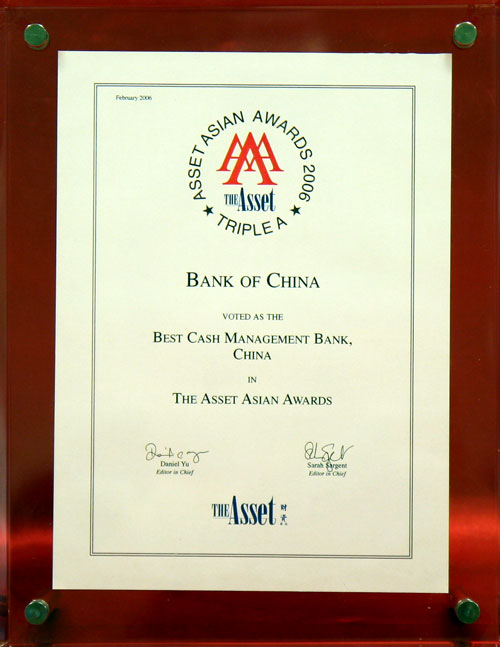 February 2006
ASSET ASIAN AWARDS 2006
AAA
THE Asset
★ TRIPLE A ★
BANK OF CHINA
VOTED AS THE
BEST CASH MANAGEMENT BANK,
CHINA
IN
THE ASSET ASIAN AWARDS
Daniel Yu
Editor in Chief
Sarah Sargent
Editor in Chief
THE Asset